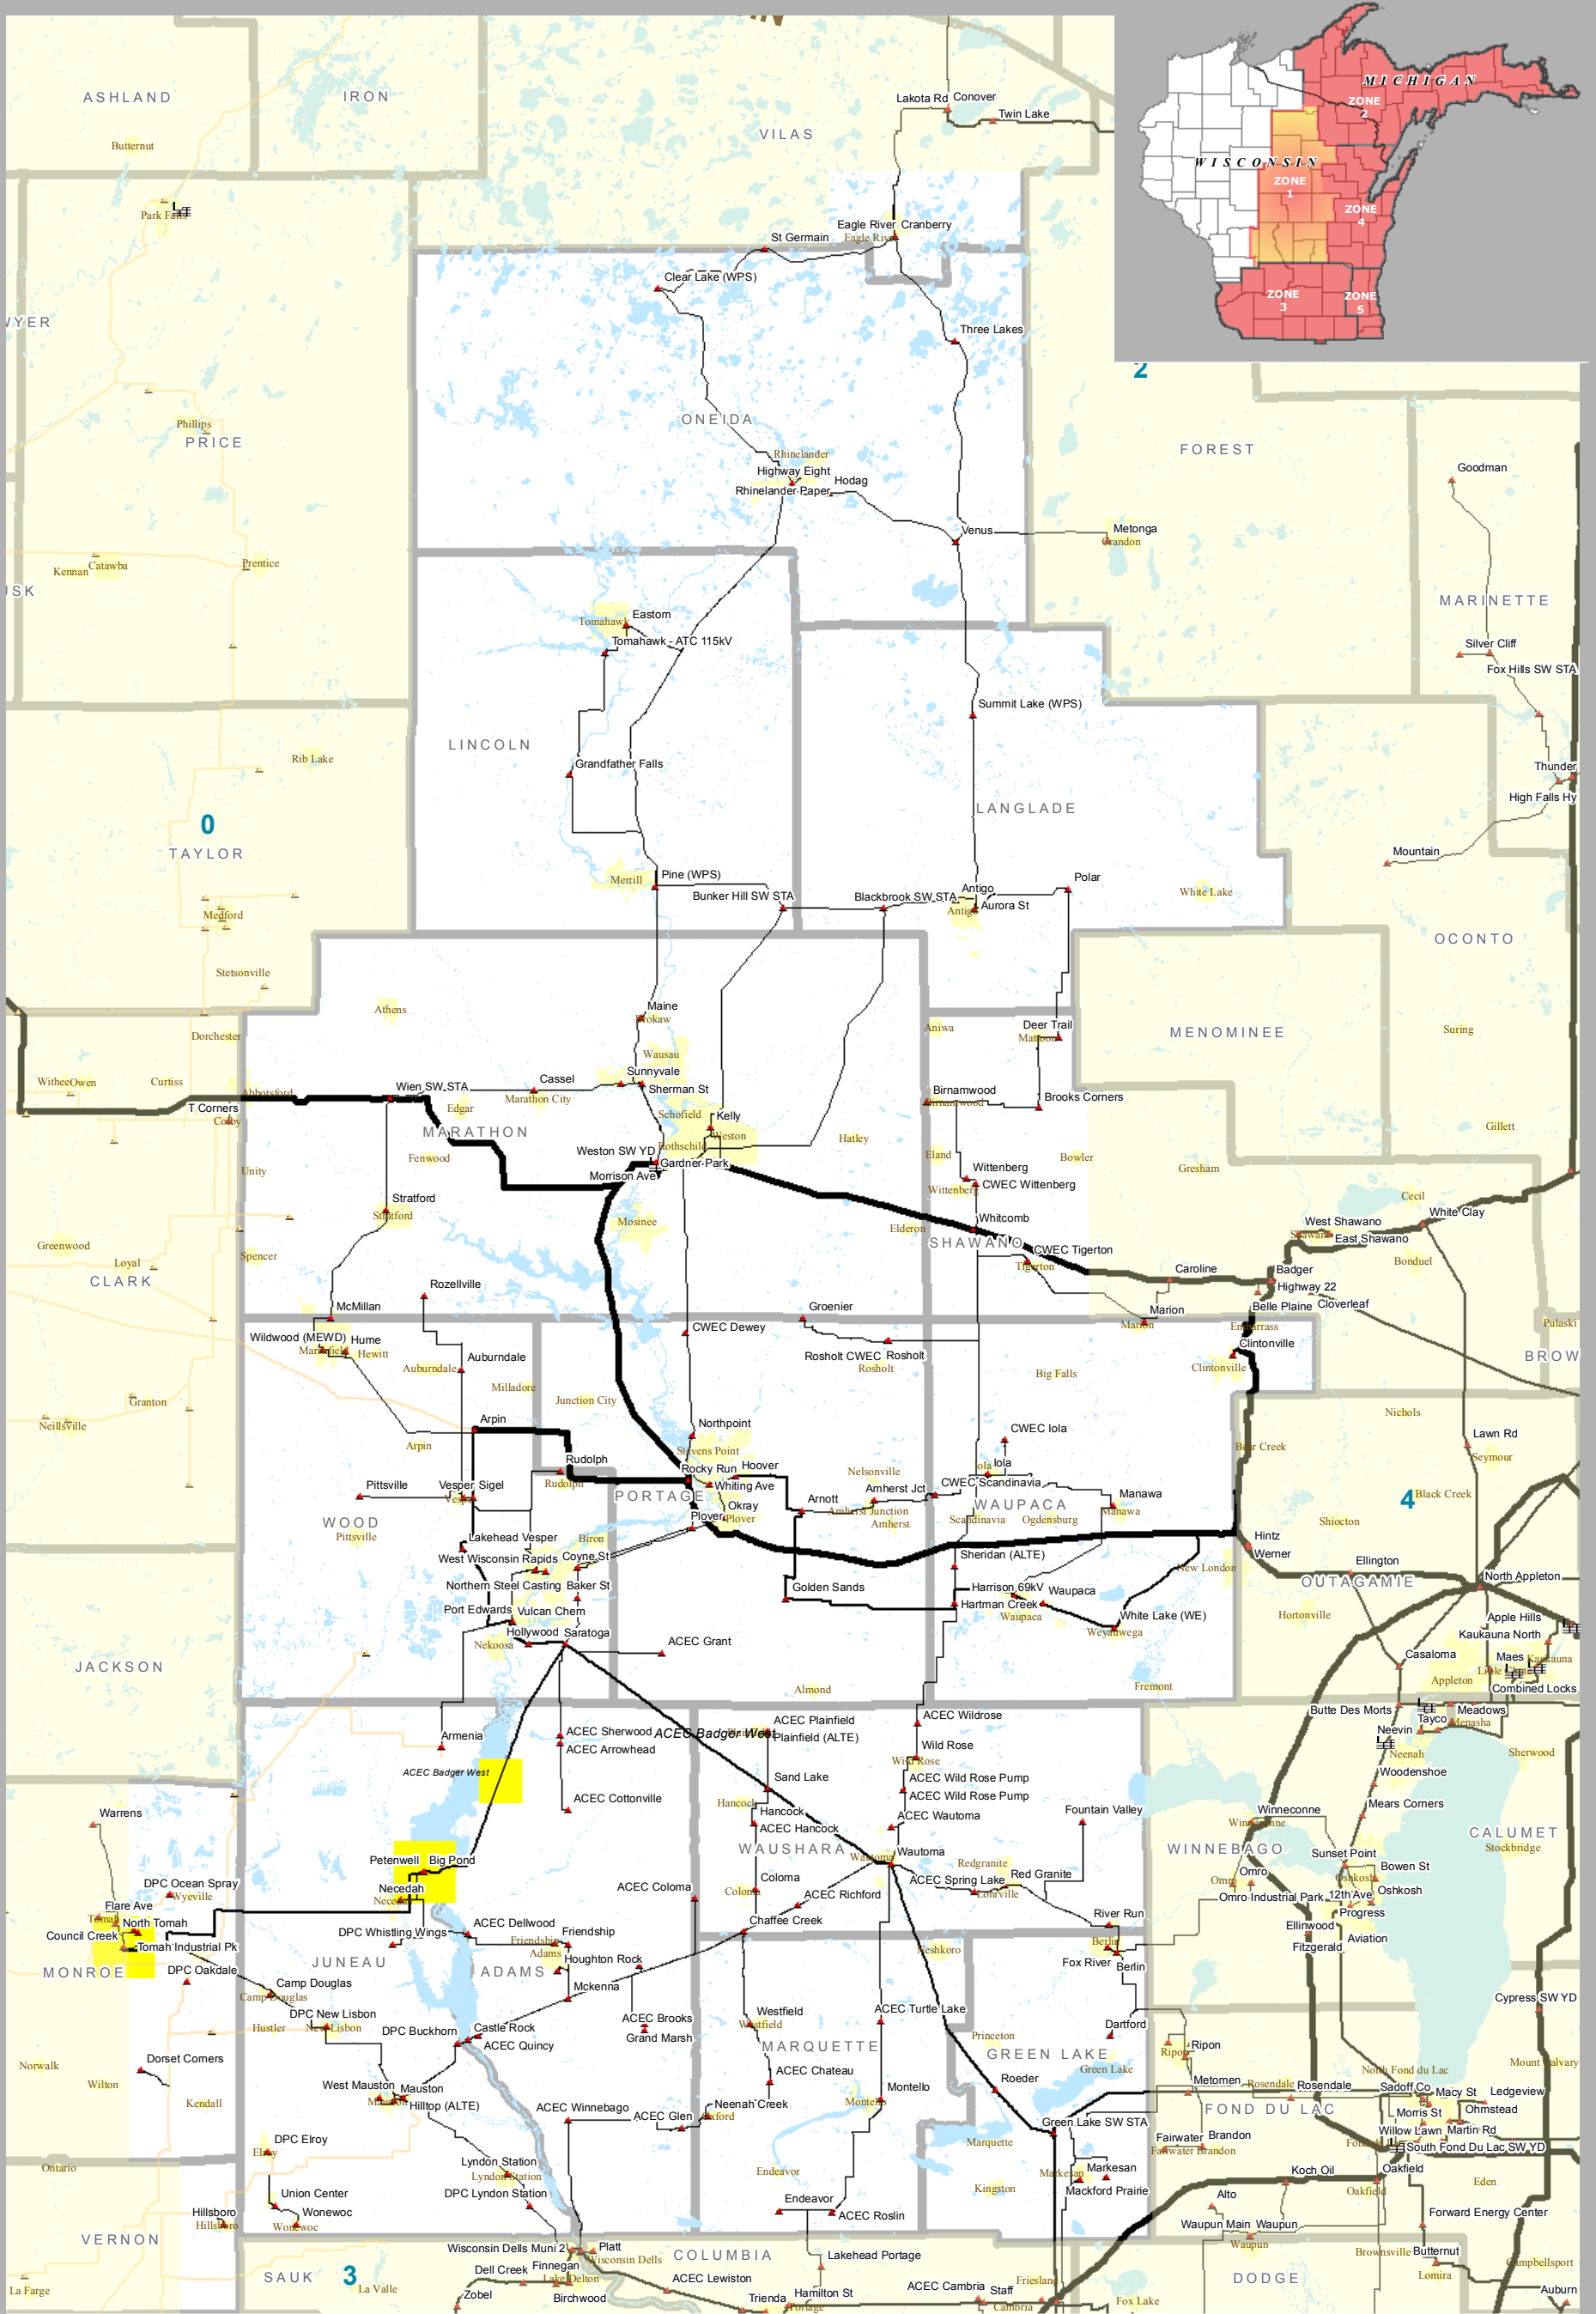 ASHLAND
IRON
Butternut
VILAS
Lakota Rd
Conover
Twin Lake
MICHIGAN
ZONE
2
WISCONSIN
ZONE
1
ZONE
4
ZONE
3
ZONE
5
Eagle River
Cranberry
St Germain
Clear Lake (WPS)
Three Lakes
2
ONEIDA
Phillips
PRICE
FOREST
Rhinelander
Highway Eight
Rhinelander Paper
Hodag
Goodman
Venus
Metonga
Crandon
Kennan
Catawba
Prentice
MARINETTE
Eastom
Tomahawk
Tomahawk - ATC 115kV
Silver Cliff
Fox Hills SW STA
Summit Lake (WPS)
LINCOLN
Rib Lake
Grandfather Falls
Thunder
High Falls Hy
LANGLADE
0
TAYLOR
Mountain
Merrill
Pine (WPS)
Bunker Hill SW STA
Blackbrook SW STA
Antigo
Aurora St
Polar
White Lake
Medford
OCONTO
Stetsonville
Athens
Maine
Brokaw
Aniwa
Deer Trail
Mattoon
MENOMINEE
Suring
Dorchester
Wausau
Withee
Owen
Curtiss
Abbotsford
Wien SW STA
Cassel
Sunnyvale
Marathon City
Sherman St
Birnamwood
Brooks Corners
T Corners
Colby
Edgar
Schofield
Kelly
MARATHON
Weston
Rothschild
Hatley
Gillett
Fenwood
Weston SW YD
Gardner Park
Morrison Ave
Eland
Bowler
Unity
Wittenberg
CWEC Wittenberg
Wittenberg
Gresham
Cecil
Stratford
Stratford
Mosinee
Elderon
Whitcomb
SHAWANO
West Shawano
East Shawano
White Clay
Greenwood
Loyal
Spencer
CWEC Tigerton
Tigerton
Bonduel
CLARK
Caroline
Badger
Highway 22
Rozellville
McMillan
Groenier
Marion
Marion
Belle Plaine
Cloverleaf
Embarrass
Pulaski
Wildwood (MEWD)
Hume
Hewitt
CWEC Dewey
Clintonville
Clintonville
BROW
Auburndale
Auburndale
Rosholt CWEC Rosholt
Rosholt
Big Falls
Milladore
Junction City
Granton
Neillsville
Nichols
Arpin
Arpin
Northpoint
Stevens Point
CWEC Iola
Iola
Iola
Bear Creek
Lawn Rd
Seymour
Rudolph
Rudolph
Rocky Run
Hoover
Whiting Ave
Nelsonville
CWEC Scandinavia
Pittsville
Vesper
Sigel
PORTAGE
Okray
Plover
Plover
Arnott
Amherst Jct
Amherst Junction
Amherst
WAUPACA
Scandinavia
Ogdensburg
Manawa
Manawa
4
Black Creek
Shiocton
WOOD
Pittsville
Lakehead Vesper
Biron
Hintz
Werner
West Wisconsin Rapids
Coyne St
Sheridan (ALTE)
New London
Ellington
OUTAGAMIE
North Appleton
Northern Steel Casting
Baker St
Golden Sands
Harrison 69kV
Waupaca
Hartman Creek
Waupaca
White Lake (WE)
Weyauwega
Hortonville
Apple Hills
Port Edwards
Vulcan Chem
Hollywood
Saratoga
Nekoosa
ACEC Grant
Kaukauna North
Casaloma
Maes
Kaukauna
Combined Locks
Appleton
JACKSON
Almond
Fremont
Butte Des Morts
Meadows
Tayco
Menasha
Neevin
Neenah
Sherwood
Armenia
ACEC Sherwood
ACEC Badger West
ACEC Plainfield
Plainfield (ALTE)
ACEC Arrowhead
ACEC Wildrose
Wild Rose
Wild Rose
ACEC Badger West
Sand Lake
ACEC Wild Rose Pump
ACEC Wild Rose Pump
Woodenshoe
Warrens
ACEC Cottonville
Hancock
Hancock
ACEC Hancock
ACEC Wautoma
Fountain Valley
Winneconne
Mears Corners
CALUMET
Stockbridge
WAUSHARA
Wautoma
Wautoma
WINNEBAGO
Petenwell
Big Pond
Redgranite
Red Granite
Sunset Point
Bowen St
Necedah
DPC Ocean Spray
Wyeville
ACEC Coloma
Coloma
Coloma
ACEC Richford
ACEC Spring Lake
Lohrville
Omro
Omro
Omro Industrial Park
12th Ave
Oshkosh
Progress
Flare Ave
North Tomah
Council Creek
Tomah Industrial Pk
DPC Whistling Wings
ACEC Dellwood
Friendship
Friendship
Adams
Chaffee Creek
River Run
Berlin
Fox River
Berlin
Ellinwood
Fitzgerald
Aviation
MONROE
DPC Oakdale
JUNEAU
ADAMS
Houghton Rock
Neshkoro
Camp Douglas
Camp Douglas
Mckenna
ACEC Brooks
Grand Marsh
Westfield
Westfield
ACEC Turtle Lake
Dartford
Cypress SW YD
DPC New Lisbon
New Lisbon
Hustler
DPC Buckhorn
Castle Rock
ACEC Quincy
MARQUETTE
Princeton
GREEN LAKE
Green Lake
Ripon
Ripon
Norwalk
Dorset Corners
Wilton
Kendall
ACEC Chateau
Roeder
Metomen
Rosendale
Rosendale
North Fond du Lac
Mount Calvary
West Mauston
Mauston
Hilltop (ALTE)
ACEC Winnebago
Neenah Creek
ACEC Glen
Oxford
Montello
Montello
Green Lake SW STA
FOND DU LAC
Sadoff Co
Macy St
Ledgeview
Ohmstead
Morris St
Willow Lawn
Martin Rd
South Fond Du Lac SW YD
DPC Elroy
Elroy
Ontario
Lyndon Station
Lyndon Station
DPC Lyndon Station
Endeavor
Marquette
Markesan
Markesan
Mackford Prairie
Fairwater
Brandon
Fairwater
Brandon
Koch Oil
Oakfield
Oakfield
Eden
Union Center
Wonewoc
Wonewoc
Hillsboro
Hillsboro
Kingston
Endeavor
ACEC Roslin
Alto
Waupun Main
Waupun
Waupun
Forward Energy Center
VERNON
Wisconsin Dells Muni 2
Platt
Wisconsin Dells
COLUMBIA
Lakehead Portage
Brownsville
Butternut
Lomira
Campbellsport
SAUK
3
La Valle
La Farge
Dell Creek
Finnegan
Lake Delton
Birchwood
Zobel
ACEC Lewiston
Trienda
Hamilton St
Portage
ACEC Cambria
Staff
Cambria
Friesland
Fox Lake
DODGE
Auburn